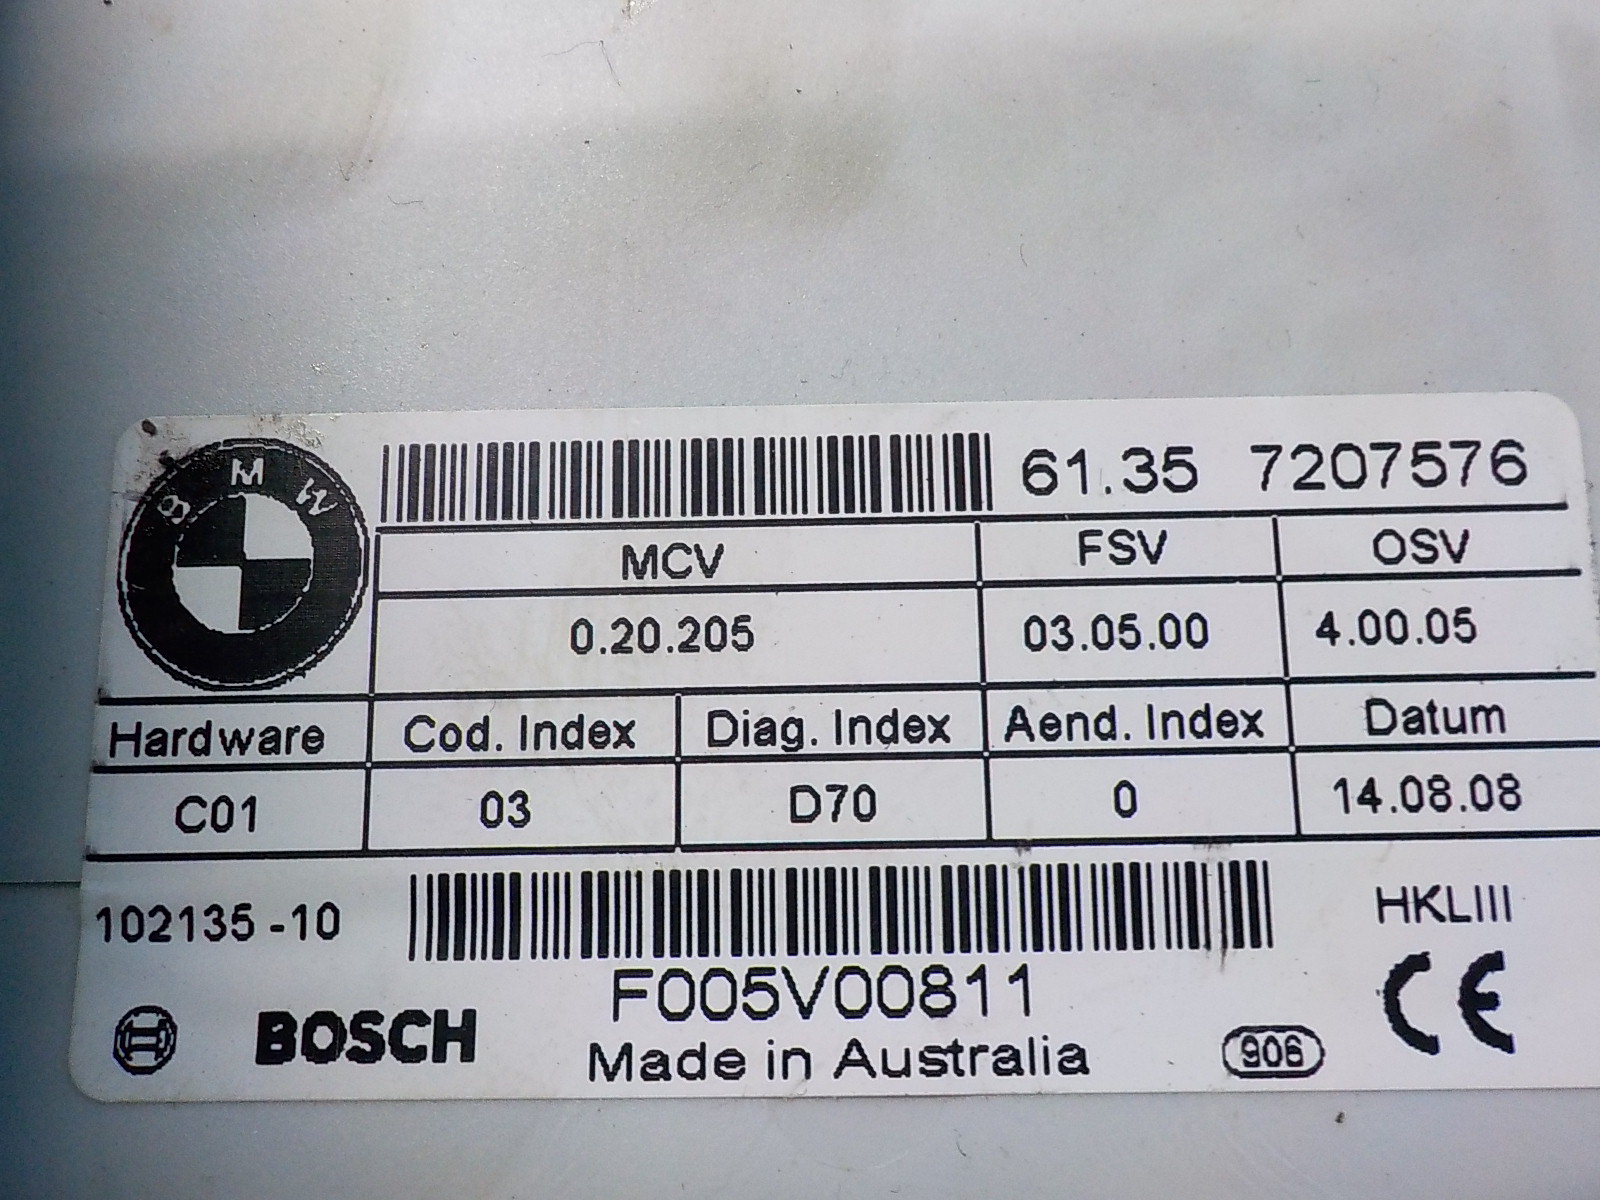 BMW
61.35 7207576
MCV FSV OSV
0.20.205 03.05.00 4.00.05
Hardware Cod. Index Diag. Index Aend. Index Datum
C01 03 D70 0 14.08.08
102135-10 HKLIII
F005V00811 CE
BOSCH Made in Australia 906